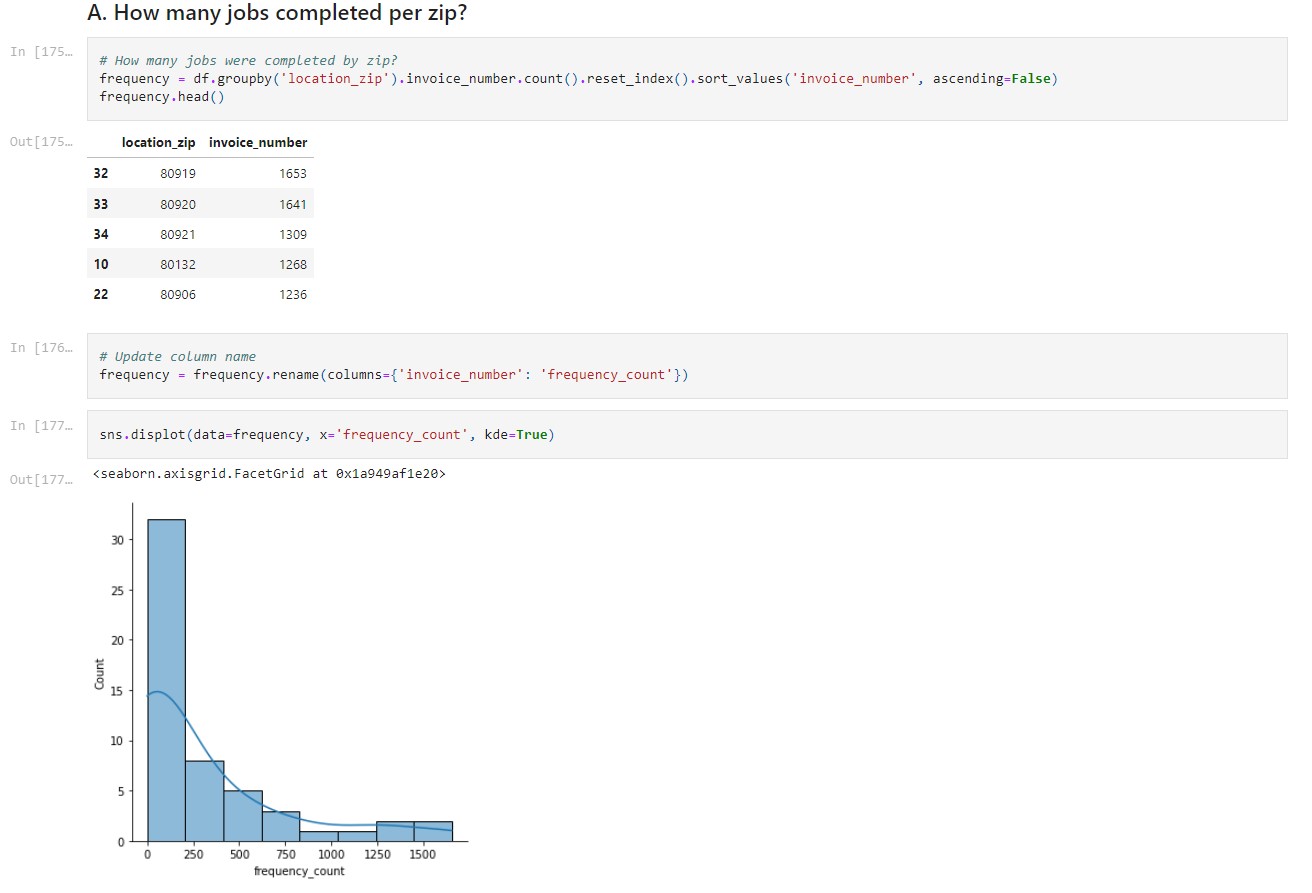 A. How many jobs completed per zip?
In [175...
# How many jobs were completed by zip?
frequency = df.groupby('location_zip').invoice_number.count().reset_index().sort_values('invoice_number', ascending=False)
frequency.head()
Out[175...
location_zip invoice_number
32 80919 1653
33 80920 1641
34 80921 1309
10 80132 1268
22 80906 1236
In [176...
# Update column name
frequency = frequency.rename(columns={'invoice_number': 'frequency_count'})
In [177...
sns.displot(data=frequency, x='frequency_count', kde=True)
Out[177...
<seaborn.axisgrid.FacetGrid at 0x1a949af1e20>
30
25
20
15
10
5
0
Count
0 250 500 750 1000 1250 1500
frequency_count